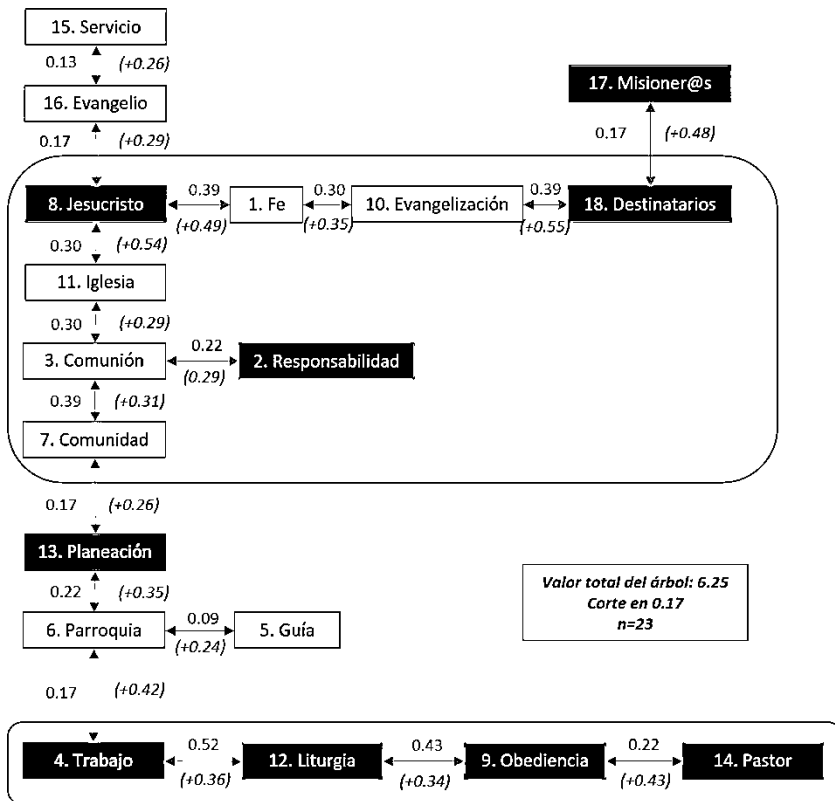 15. Servicio
0.13 (+0.26)
16. Evangelio
17. Misioner@s
0.17 (+0.29)
0.17 (+0.48)
8. Jesucristo
0.39
(+0.49)
1. Fe
0.30
(+0.35)
10. Evangelización
0.39
(+0.55)
18. Destinatarios
0.30 (+0.54)
11. Iglesia
0.30 (+0.29)
3. Comunión
0.22
(0.29)
2. Responsabilidad
0.39 (+0.31)
7. Comunidad
0.17 (+0.26)
13. Planeación
0.22 (+0.35)
6. Parroquia
0.09
(+0.24)
5. Guía
Valor total del árbol: 6.25
Corte en 0.17
n=23
0.17 (+0.42)
4. Trabajo
0.52
(+0.36)
12. Liturgia
0.43
(+0.34)
9. Obediencia
0.22
(+0.43)
14. Pastor